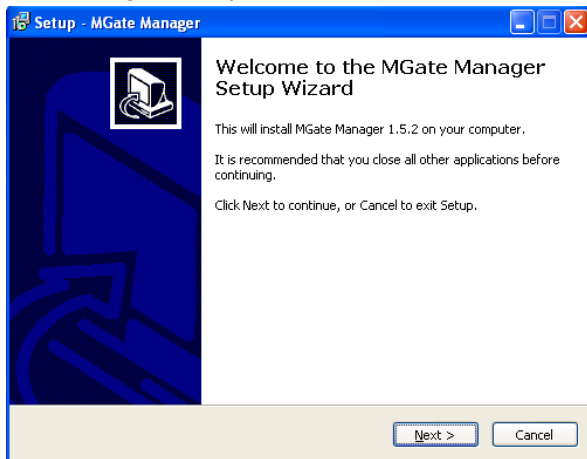 Setup - MGate Manager
Welcome to the MGate Manager
Setup Wizard
This will install MGate Manager 1.5.2 on your computer.
It is recommended that you close all other applications before
continuing.
Click Next to continue, or Cancel to exit Setup.
Next >
Cancel